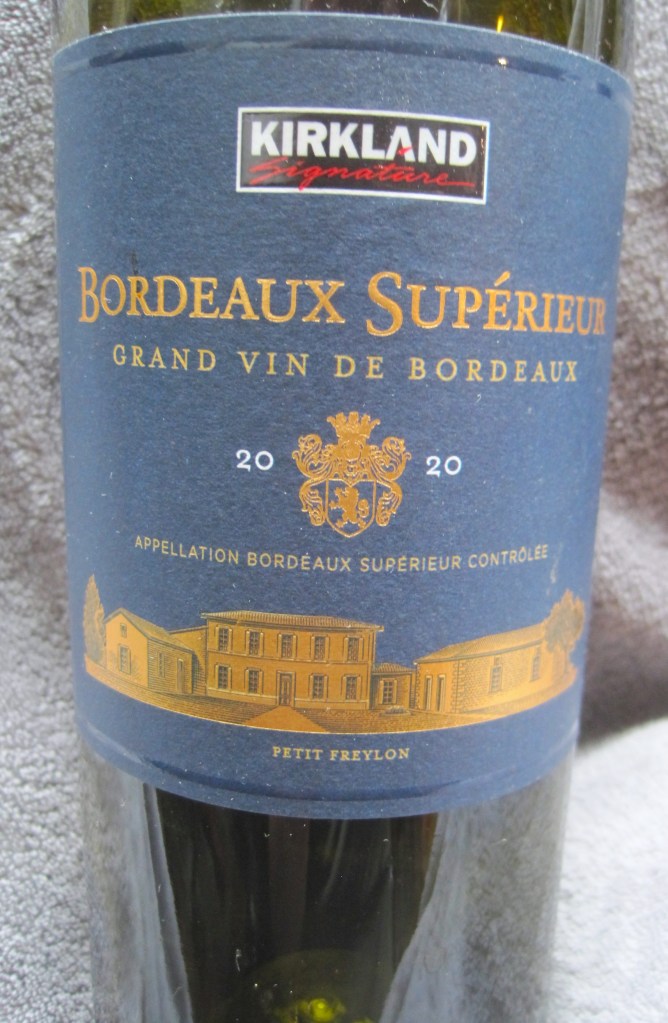 KIRKLAND
Signature
BORDEAUX SUPÉRIEUR
GRAND VIN DE BORDEAUX
20 20
APPELLATION BORDEAUX SUPÉRIEUR CONTRÔLÉE
PETIT FREYLON